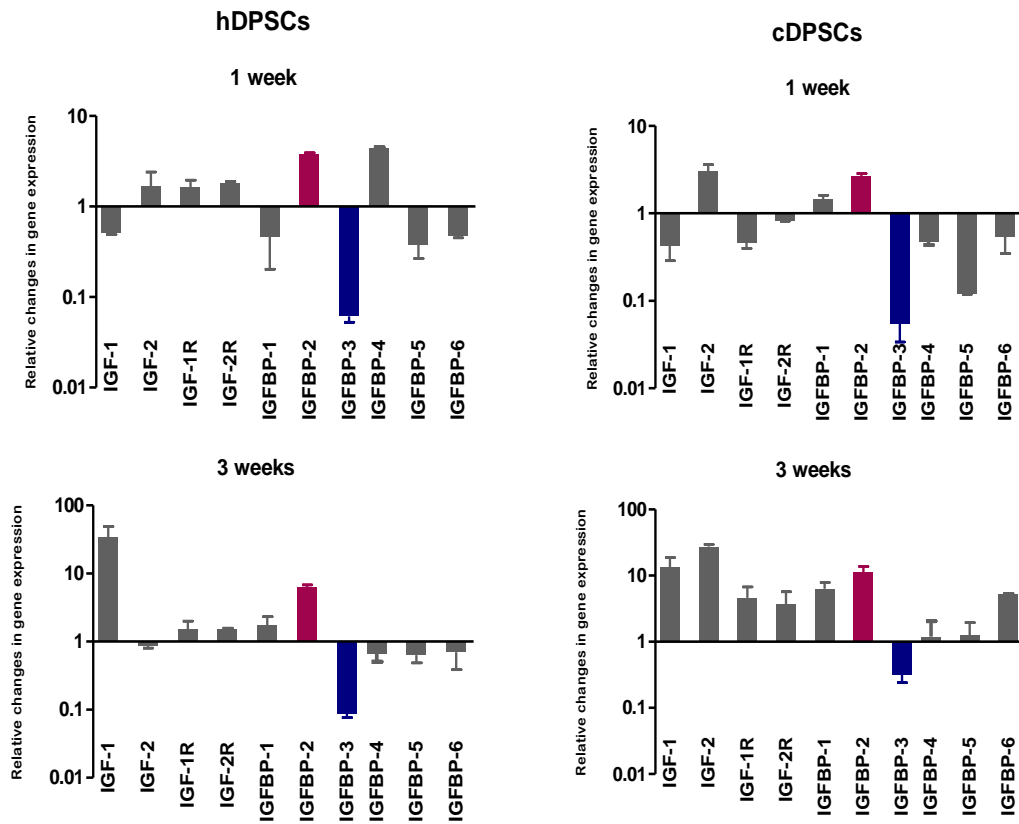 hDPSCs
1 week
Relative changes in gene expression
10
1
0.1
0.01
IGF-1
IGF-2
IGF-1R
IGF-2R
IGFBP-1
IGFBP-2
IGFBP-3
IGFBP-4
IGFBP-5
IGFBP-6
cDPSCs
1 week
Relative changes in gene expression
10
1
0.1
0.01
IGF-1
IGF-2
IGF-1R
IGF-2R
IGFBP-1
IGFBP-2
IGFBP-3
IGFBP-4
IGFBP-5
IGFBP-6
3 weeks
Relative changes in gene expression
100
10
1
0.1
0.01
IGF-1
IGF-2
IGF-1R
IGF-2R
IGFBP-1
IGFBP-2
IGFBP-3
IGFBP-4
IGFBP-5
IGFBP-6
3 weeks
Relative changes in gene expression
100
10
1
0.1
0.01
IGF-1
IGF-2
IGF-1R
IGF-2R
IGFBP-1
IGFBP-2
IGFBP-3
IGFBP-4
IGFBP-5
IGFBP-6